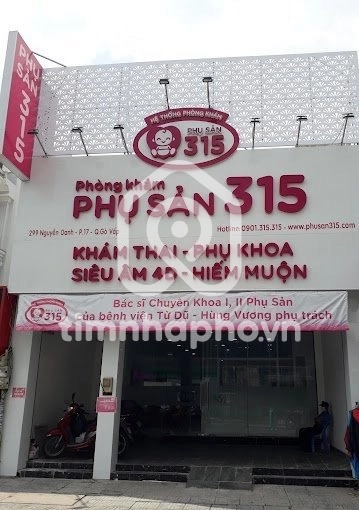 PHỤ SẢN 315
HỆ THỐNG PHÒNG KHÁM
PHỤ SẢN
315
Phòng khám
PHỤ SẢN 315
299 Nguyễn Oanh - P.17 - Q.Gò Vấp
Hotline: 0901.315.315 - www.phusan315.com
KHÁM THAI - PHỤ KHOA
SIÊU ÂM 4D - HIẾM MUỘN
315
Bác sĩ Chuyên Khoa I, II Phụ Sản
của bệnh viện Từ Dũ - Hùng Vương phụ trách
timnhapho.vn